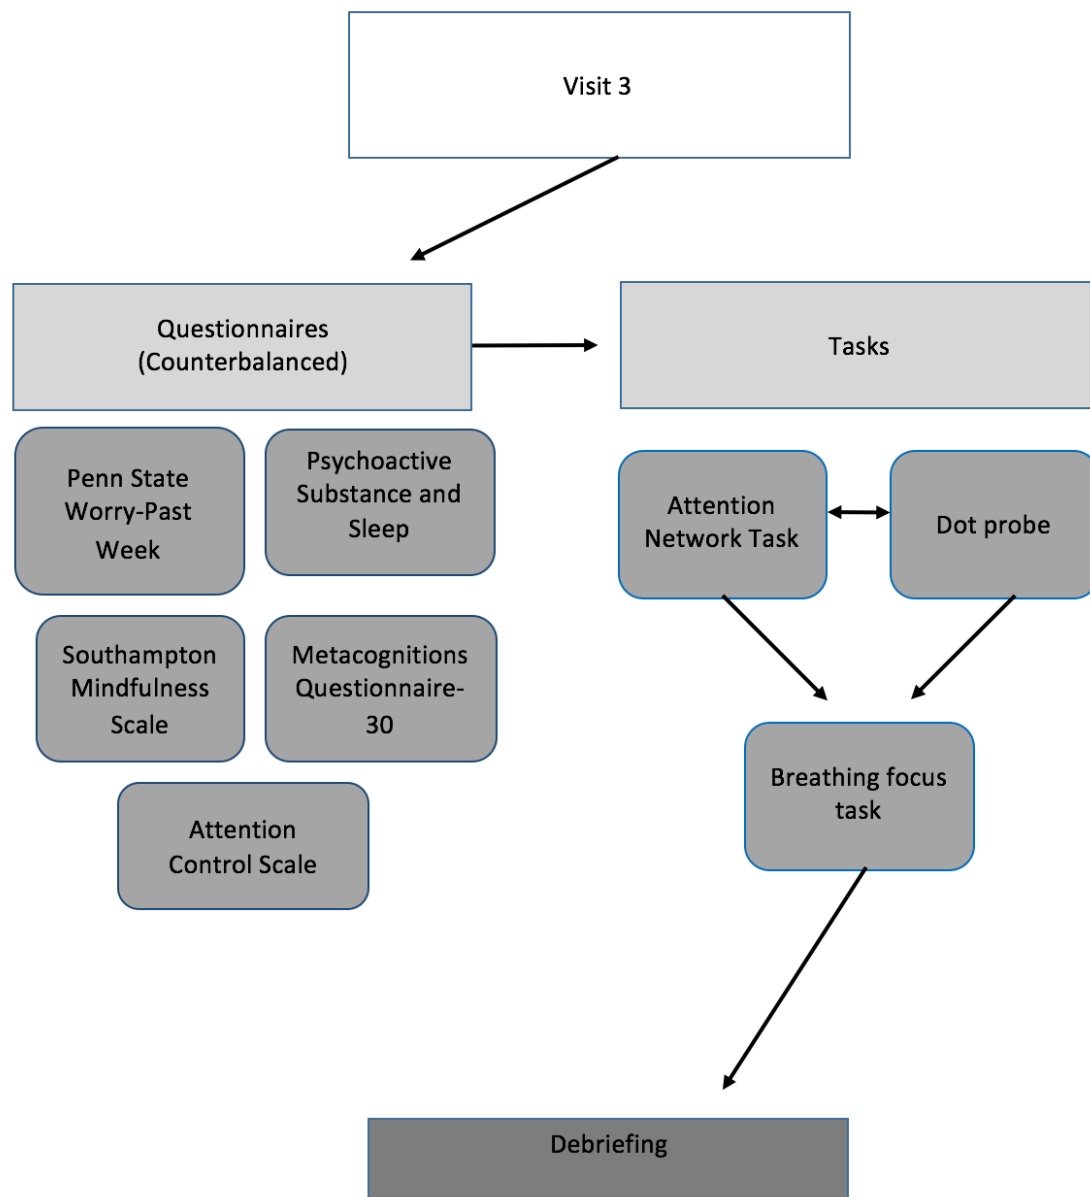 Visit 3
Questionnaires
(Counterbalanced)
Tasks
Penn State
Worry-Past
Week
Psychoactive
Substance and
Sleep
Attention
Network Task
Dot probe
Southampton
Mindfulness
Scale
Metacognitions
Questionnaire-
30
Breathing focus
task
Attention
Control Scale
Debriefing